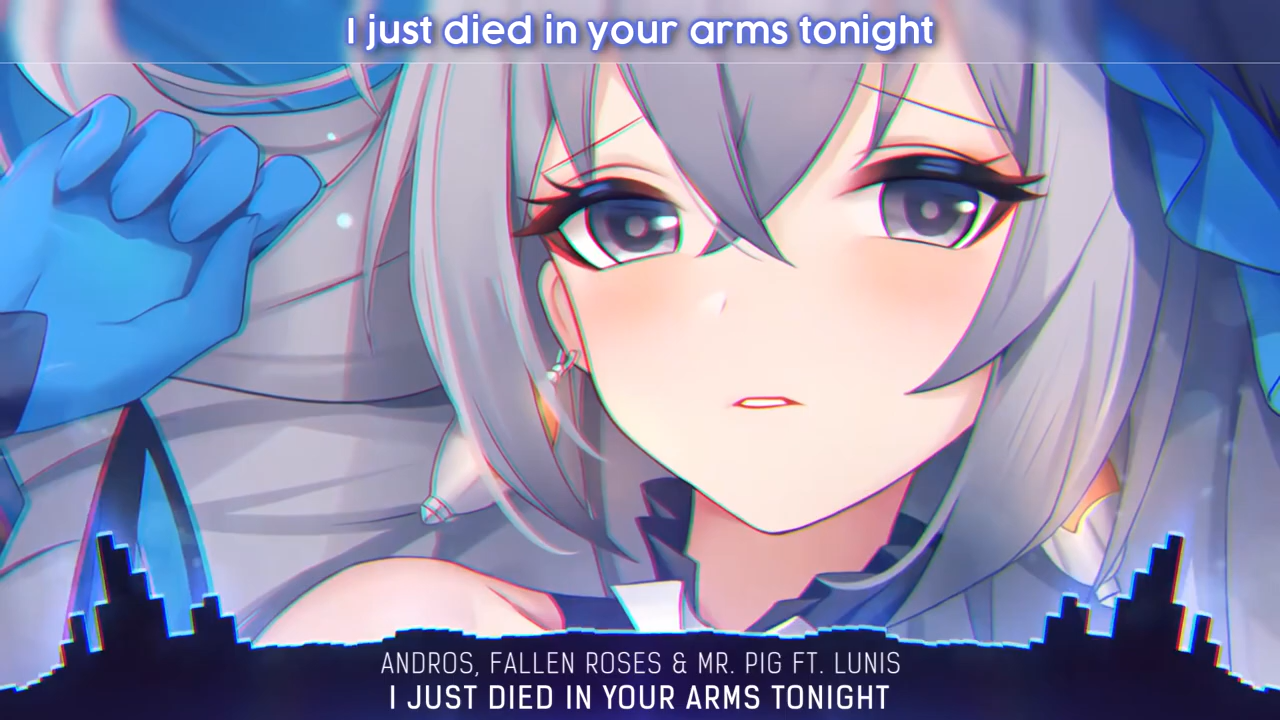 I just died in your arms tonight
ANDROS, FALLEN ROSES & MR. PIG FT. LUNIS
I JUST DIED IN YOUR ARMS TONIGHT